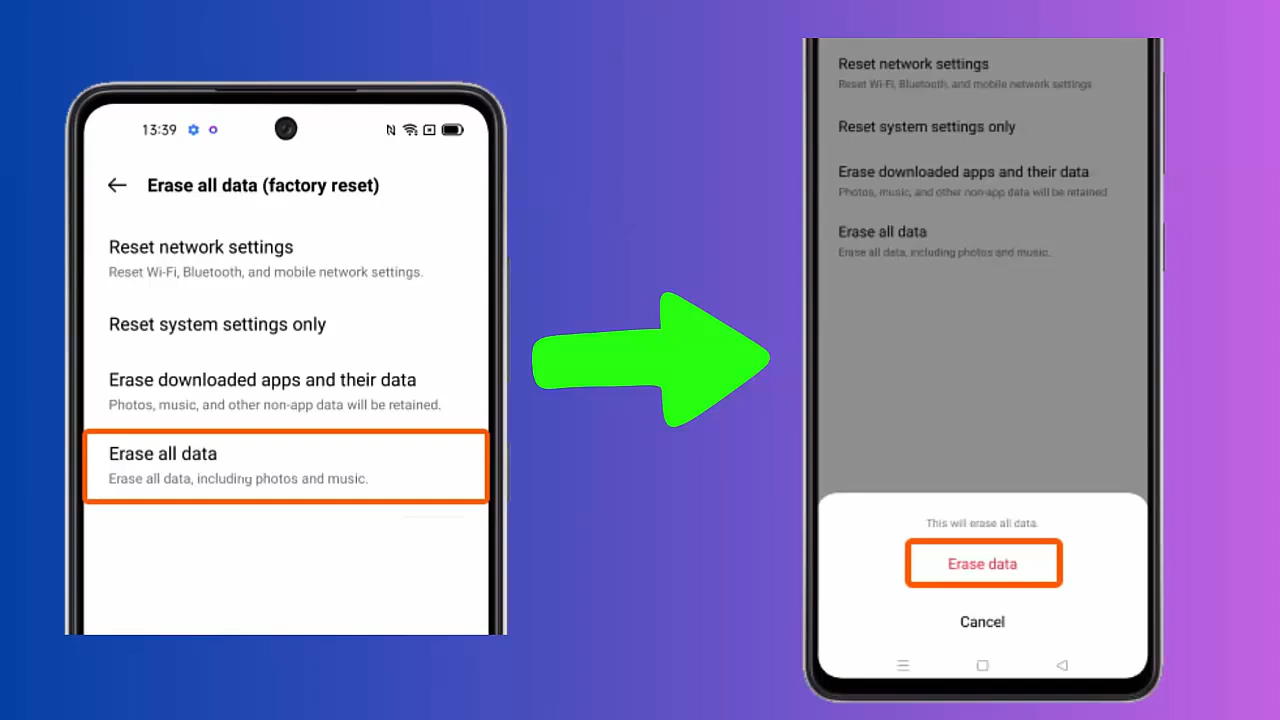 13:39
Erase all data (factory reset)
Reset network settings
Reset Wi-Fi, Bluetooth, and mobile network settings.
Reset system settings only
Erase downloaded apps and their data
Photos, music, and other non-app data will be retained.
Erase all data
Erase all data, including photos and music.
Reset network settings
Reset Wi-Fi, Bluetooth, and mobile network settings
Reset system settings only
Erase downloaded apps and their data
Photos, music, and other non-app data will be retained
Erase all data
Erase all data, including photos and music.
This will erase all data.
Erase data
Cancel